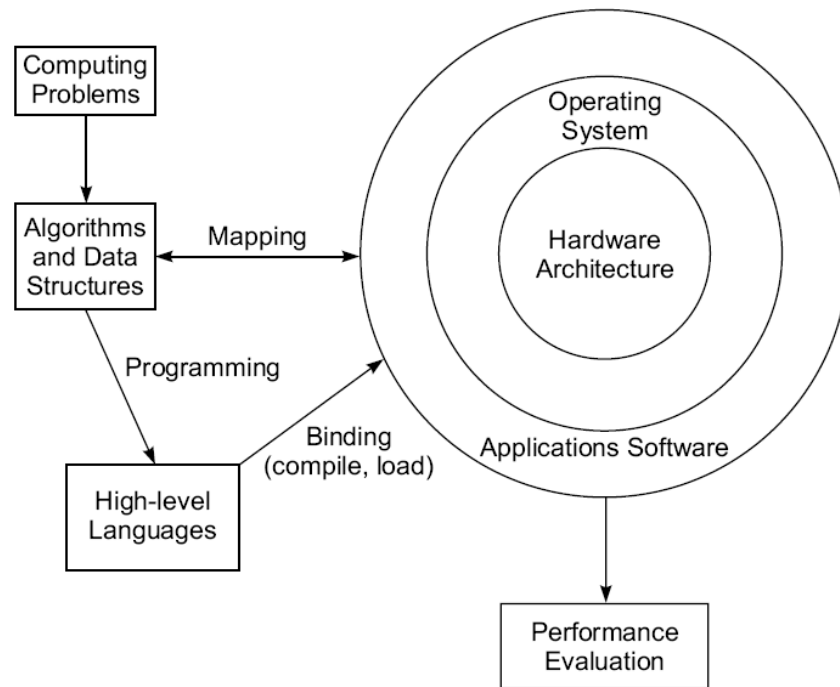 Computing
Problems
Algorithms
and Data
Structures
Mapping
Programming
High-level
Languages
Binding
(compile, load)
Operating
System
Hardware
Architecture
Applications Software
Performance
Evaluation